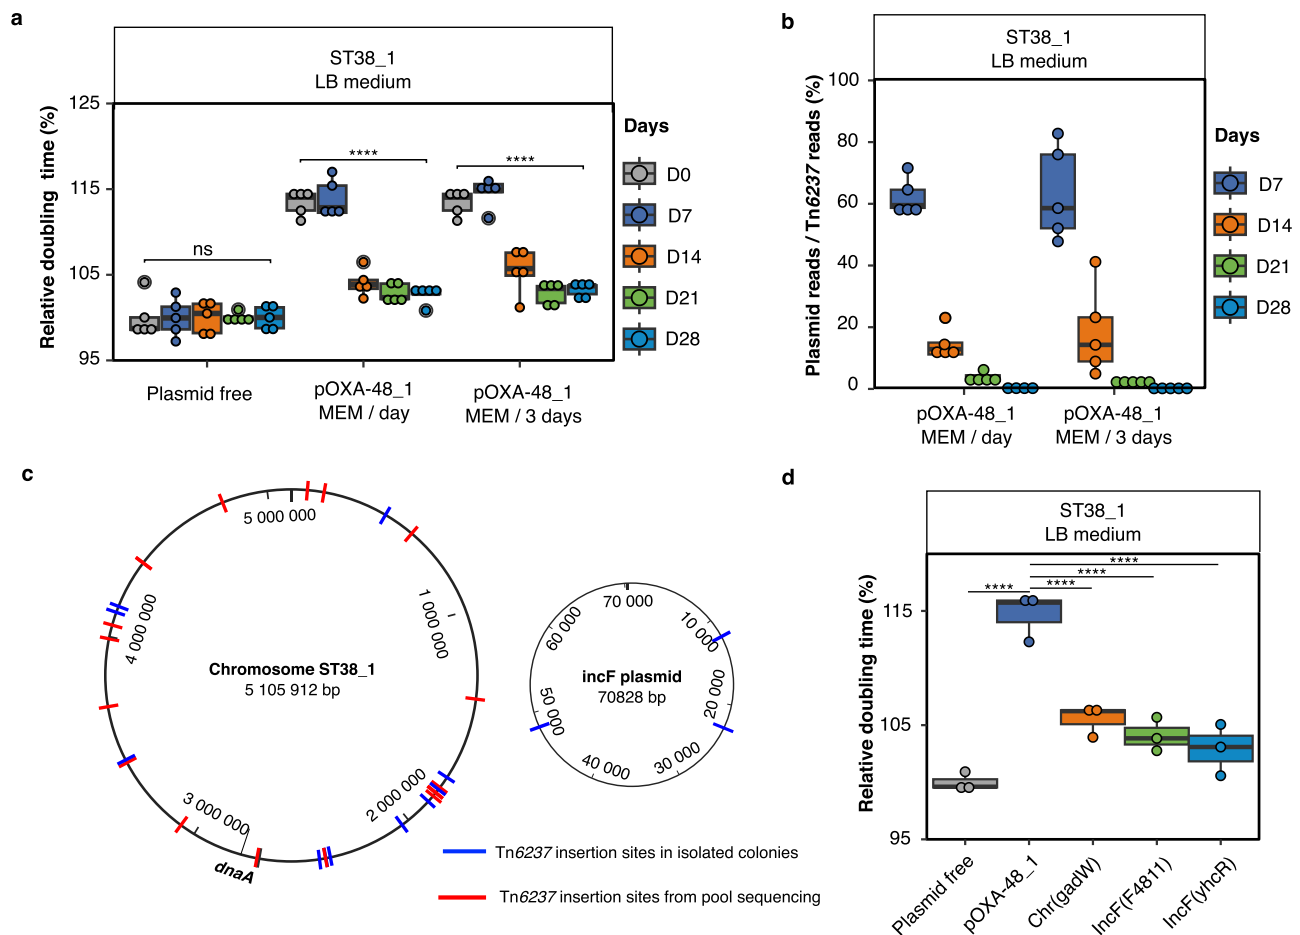 a
ST38_1
LB medium
Relative doubling time (%)
125
115
105
95
ns
****
****
Plasmid free
pOXA-48_1
MEM / day
pOXA-48_1
MEM / 3 days
Days
D0
D7
D14
D21
D28
b
ST38_1
LB medium
Plasmid reads / Tn6237 reads (%)
100
80
60
40
20
0
pOXA-48_1
MEM / day
pOXA-48_1
MEM / 3 days
Days
D7
D14
D21
D28
c
5 000 000
1 000 000
2 000 000
3 000 000
4 000 000
dnaA
Chromosome ST38_1
5 105 912 bp
70 000
10 000
20 000
30 000
40 000
50 000
60 000
incF plasmid
70828 bp
Tn6237 insertion sites in isolated colonies
Tn6237 insertion sites from pool sequencing
d
ST38_1
LB medium
Relative doubling time (%)
115
105
95
****
****
****
****
Plasmid free
pOXA-48_1
Chr(gadW)
IncF(F4811)
IncF(yhcR)